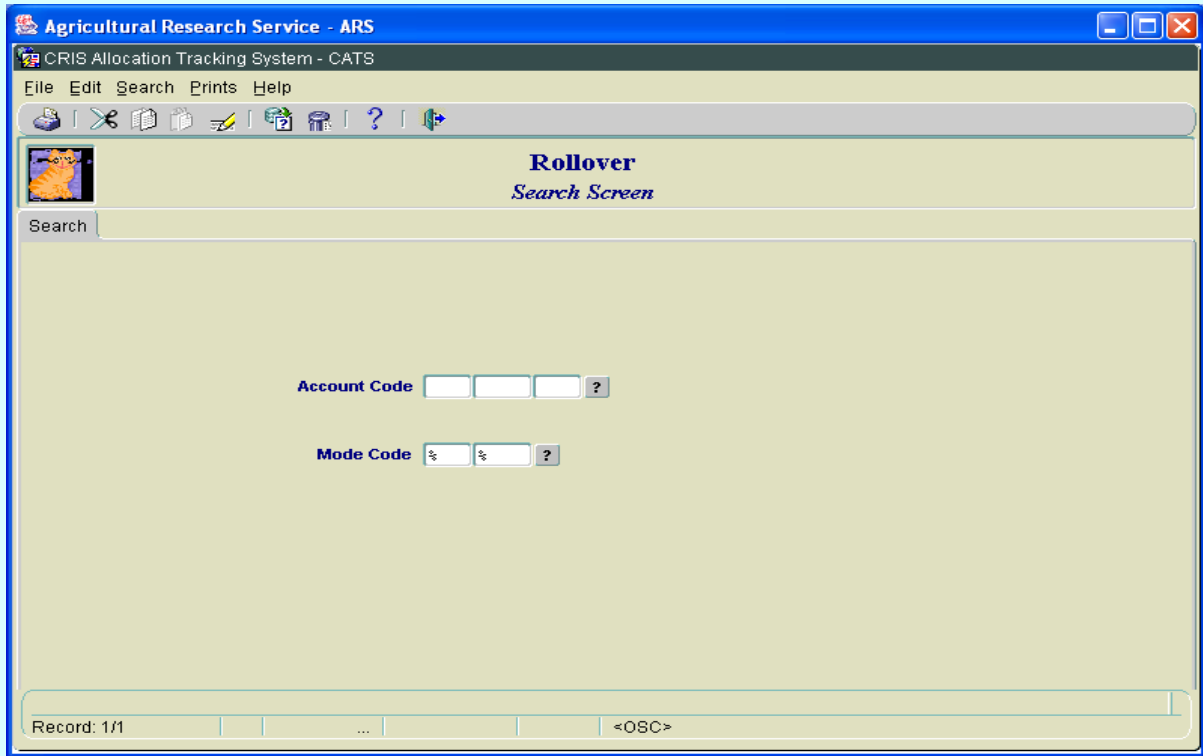 Agricultural Research Service - ARS
CRIS Allocation Tracking System - CATS
File Edit Search Prints Help
Rollover
Search Screen
Search
Account Code ?
Mode Code % % ?
Record: 1/1 ... <OSC>